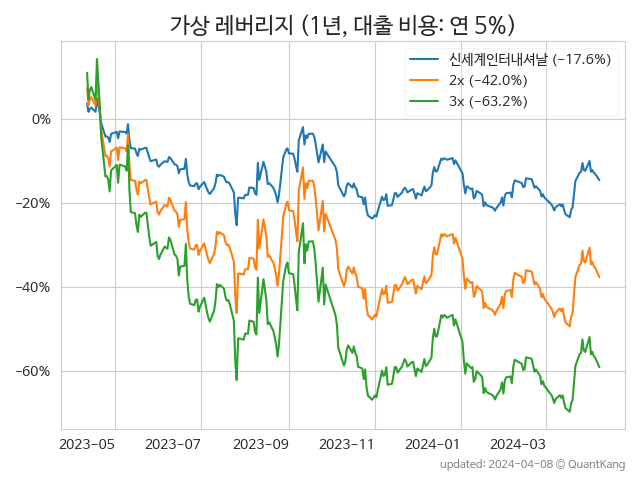 가상 레버리지 (1년, 대출 비용: 연 5%)
신세계인터내셔날 (−17.6%)
2x (−42.0%)
3x (−63.2%)
0%
−20%
−40%
−60%
2023−05 2023−07 2023−09 2023−11 2024−01 2024−03
updated: 2024−04−08 © QuantKang